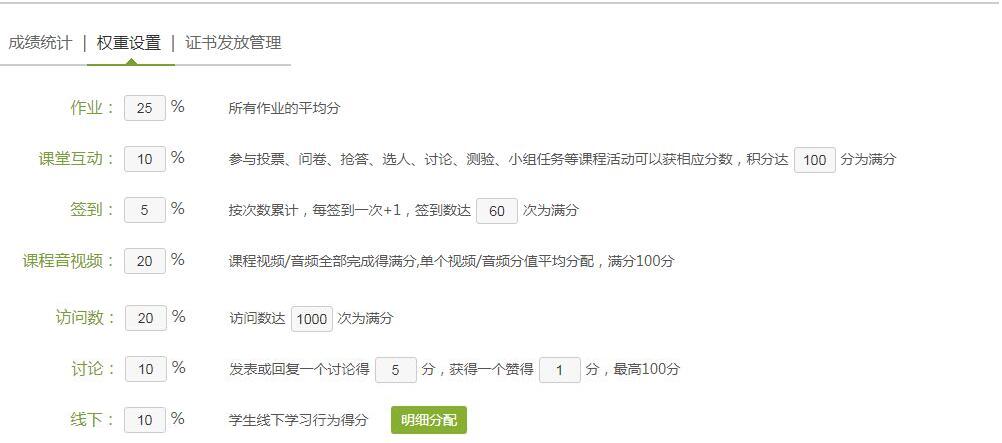 成绩统计 | 权重设置 | 证书发放管理
作业： 25 % 所有作业的平均分
课堂互动： 10 % 参与投票、问卷、抢答、选人、讨论、测验、小组任务等课程活动可以获相应分数，积分达 100 分为满分
签到： 5 % 按次数累计，每签到一次+1，签到数达 60 次为满分
课程音视频： 20 % 课程视频/音频全部完成得满分,单个视频/音频分值平均分配，满分100分
访问数： 20 % 访问数达 1000 次为满分
讨论： 10 % 发表或回复一个讨论得 5 分，获得一个赞得 1 分，最高100分
线下： 10 % 学生线下学习行为得分 明细分配